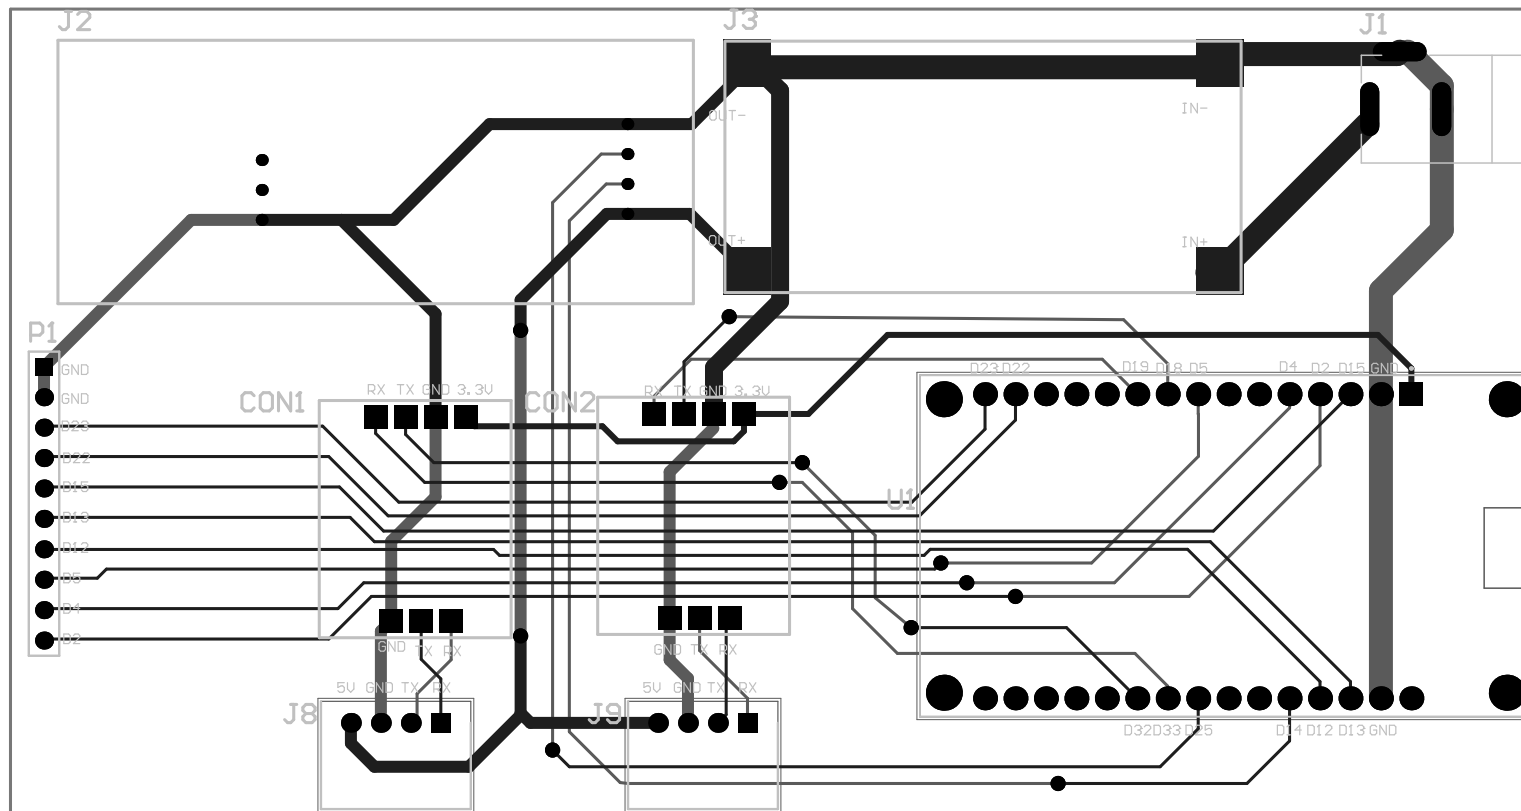 J2
J3
J1
OUT-
IN-
OUT+
IN+
P1
GND
GND
D23
D22
D15
D13
D12
D5
D4
D2
CON1
RX TX GND 3.3V
CON2
RX TX GND 3.3V
D23 D22 D19 D18 D5 D4 D2 D15 GND
U1
GND TX RX
GND TX RX
5V GND TX RX
J8
5V GND TX RX
J9
D32 D33 D25 D14 D12 D13 GND